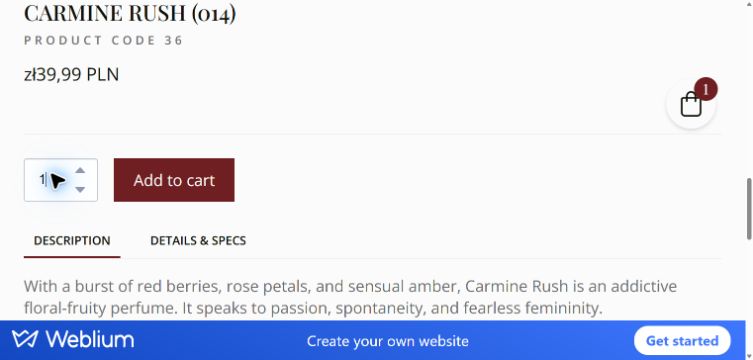 CARMINE RUSH (014)
PRODUCT CODE 36
zł39,99 PLN
1
1
Add to cart
DESCRIPTION
DETAILS & SPECS
With a burst of red berries, rose petals, and sensual amber, Carmine Rush is an addictive
floral-fruity perfume. It speaks to passion, spontaneity, and fearless femininity.
Weblium
Create your own website
Get started